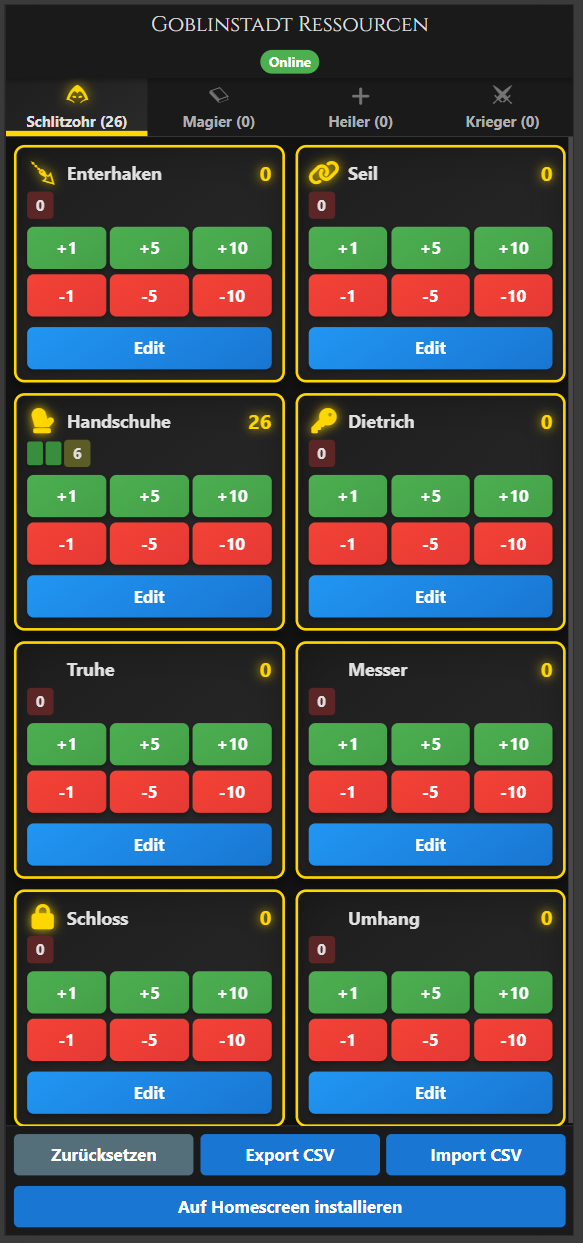 Goblinstadt Ressourcen
Online
Schlitzohr (26) Magier (0) Heiler (0) Krieger (0)
Enterhaken 0 Seil 0
0 0
+1 +5 +10 +1 +5 +10
-1 -5 -10 -1 -5 -10
Edit Edit
Handschuhe 26 Dietrich 0
6 0
+1 +5 +10 +1 +5 +10
-1 -5 -10 -1 -5 -10
Edit Edit
Truhe 0 Messer 0
0 0
+1 +5 +10 +1 +5 +10
-1 -5 -10 -1 -5 -10
Edit Edit
Schloss 0 Umhang 0
0 0
+1 +5 +10 +1 +5 +10
-1 -5 -10 -1 -5 -10
Edit Edit
Zurücksetzen Export CSV Import CSV
Auf Homescreen installieren